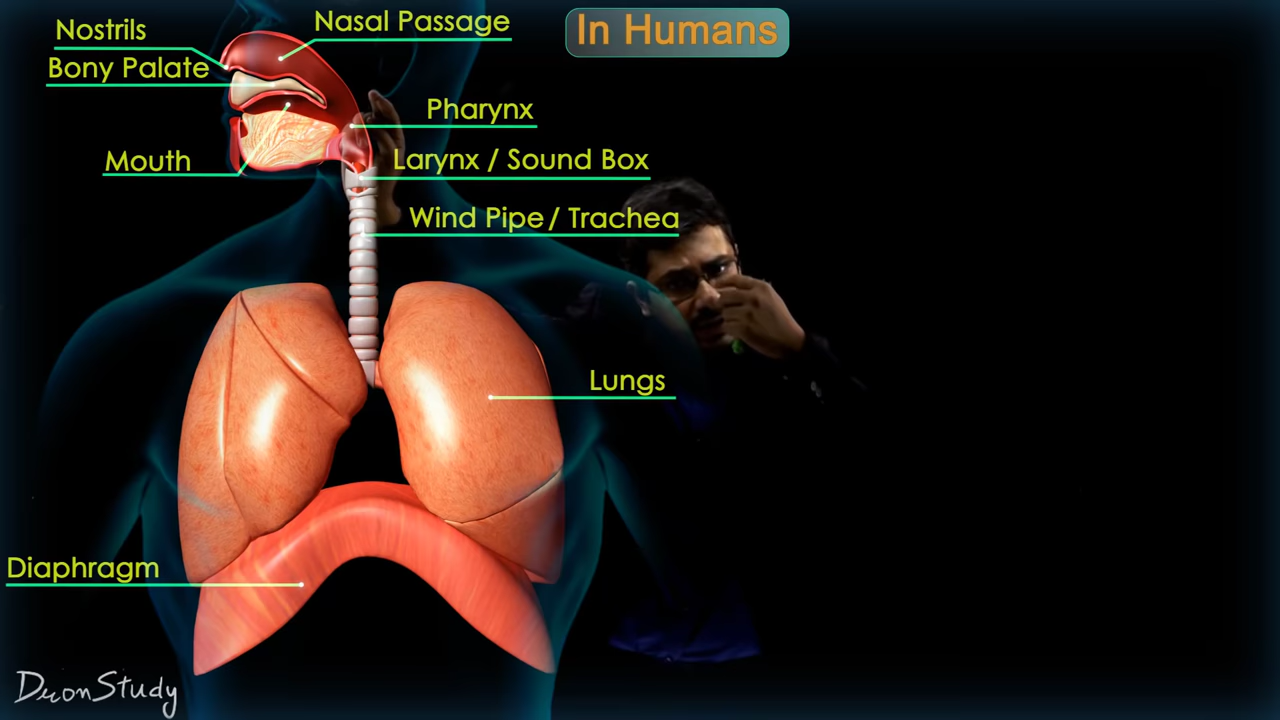 In Humans
Nostrils
Nasal Passage
Bony Palate
Pharynx
Mouth
Larynx / Sound Box
Wind Pipe / Trachea
Lungs
Diaphragm
DronStudy